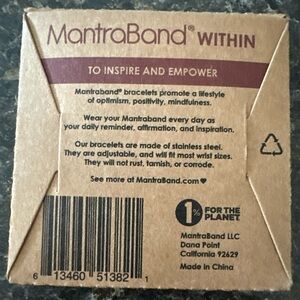 MantraBand® WITHIN
TO INSPIRE AND EMPOWER
Mantraband® bracelets promote a lifestyle
of optimism, positivity, mindfulness.
Wear your Mantraband every day as
your daily reminder, affirmation, and inspiration.
Our bracelets are made of stainless steel.
They are adjustable, and will fit most wrist sizes.
They will not rust, tarnish, or corrode.
See more at MantraBand.com♥
1% FOR THE
PLANET
MantraBand LLC
Dana Point
California 92629
Made in China
6 13460 51382 1